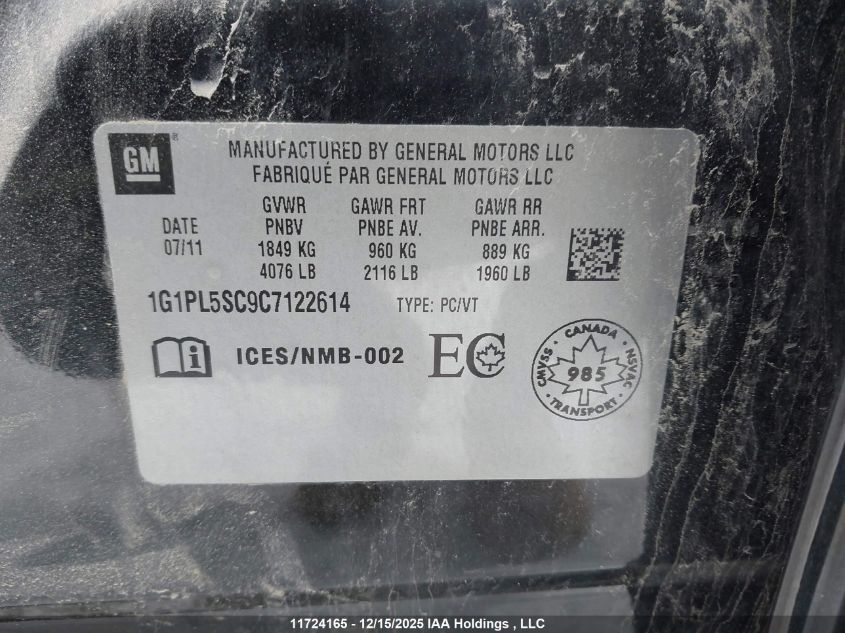 GM ®
MANUFACTURED BY GENERAL MOTORS LLC
FABRIQUÉ PAR GENERAL MOTORS LLC
GVWR GAWR FRT GAWR RR
DATE PNBV PNBE AV. PNBE ARR.
07/11 1849 KG 960 KG 889 KG
4076 LB 2116 LB 1960 LB
1G1PL5SC9C7122614 TYPE: PC/VT
i ICES/NMB-002 EC
CANADA
CMVSS 985 NSVAC
TRANSPORT
11724165 - 12/15/2025 IAA Holdings , LLC